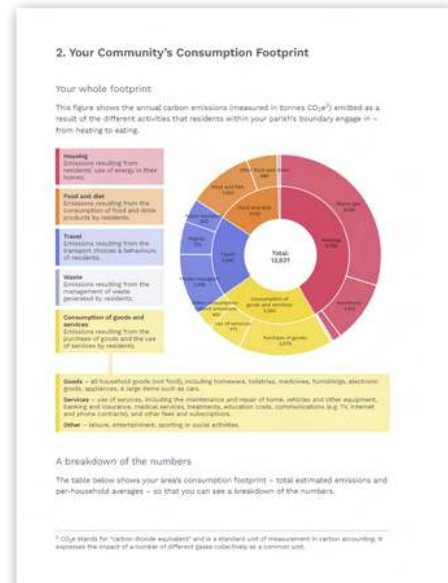 2. Your Community's Consumption Footprint
Your whole footprint
This figure shows the annual carbon emissions (measured in tonnes CO₂e²) emitted as a
result of the different activities that residents within your parish's boundary engage in –
from heating to eating.
Housing
Emissions resulting from
residents' use of energy in their
homes.
Food and diet
Emissions resulting from the
consumption of food and drink
products by residents.
Travel
Emissions resulting from the
transport choices & behaviours
of residents.
Waste
Emissions resulting from the
management of waste
generated by residents.
Consumption of goods and
services
Emissions resulting from the
purchase of goods and the use
of services by residents.
Total:
Housing
Food and diet
Travel
Consumption of
goods and services
Electricity
Purchase of goods
Use of services
Flights
Goods – all household goods (not food), including homeware, toiletries, medicines, furnishings, electronic
goods, appliances, & large items such as cars.
Services – use of services, including the maintenance and repair of home, vehicles and other equipment,
banking and insurance, medical services, treatments, education costs, communications (e.g. TV, internet
and phone contracts), and other fees and subscriptions.
Other – leisure, entertainment, sporting or social activities.
A breakdown of the numbers
The table below shows your area's consumption footprint – total estimated emissions and
per-household averages – so that you can see a breakdown of the numbers.
² CO₂e stands for "carbon dioxide equivalent" and is a standard unit of measurement in carbon accounting. It
expresses the impact of a number of different gases collectively as a common unit.